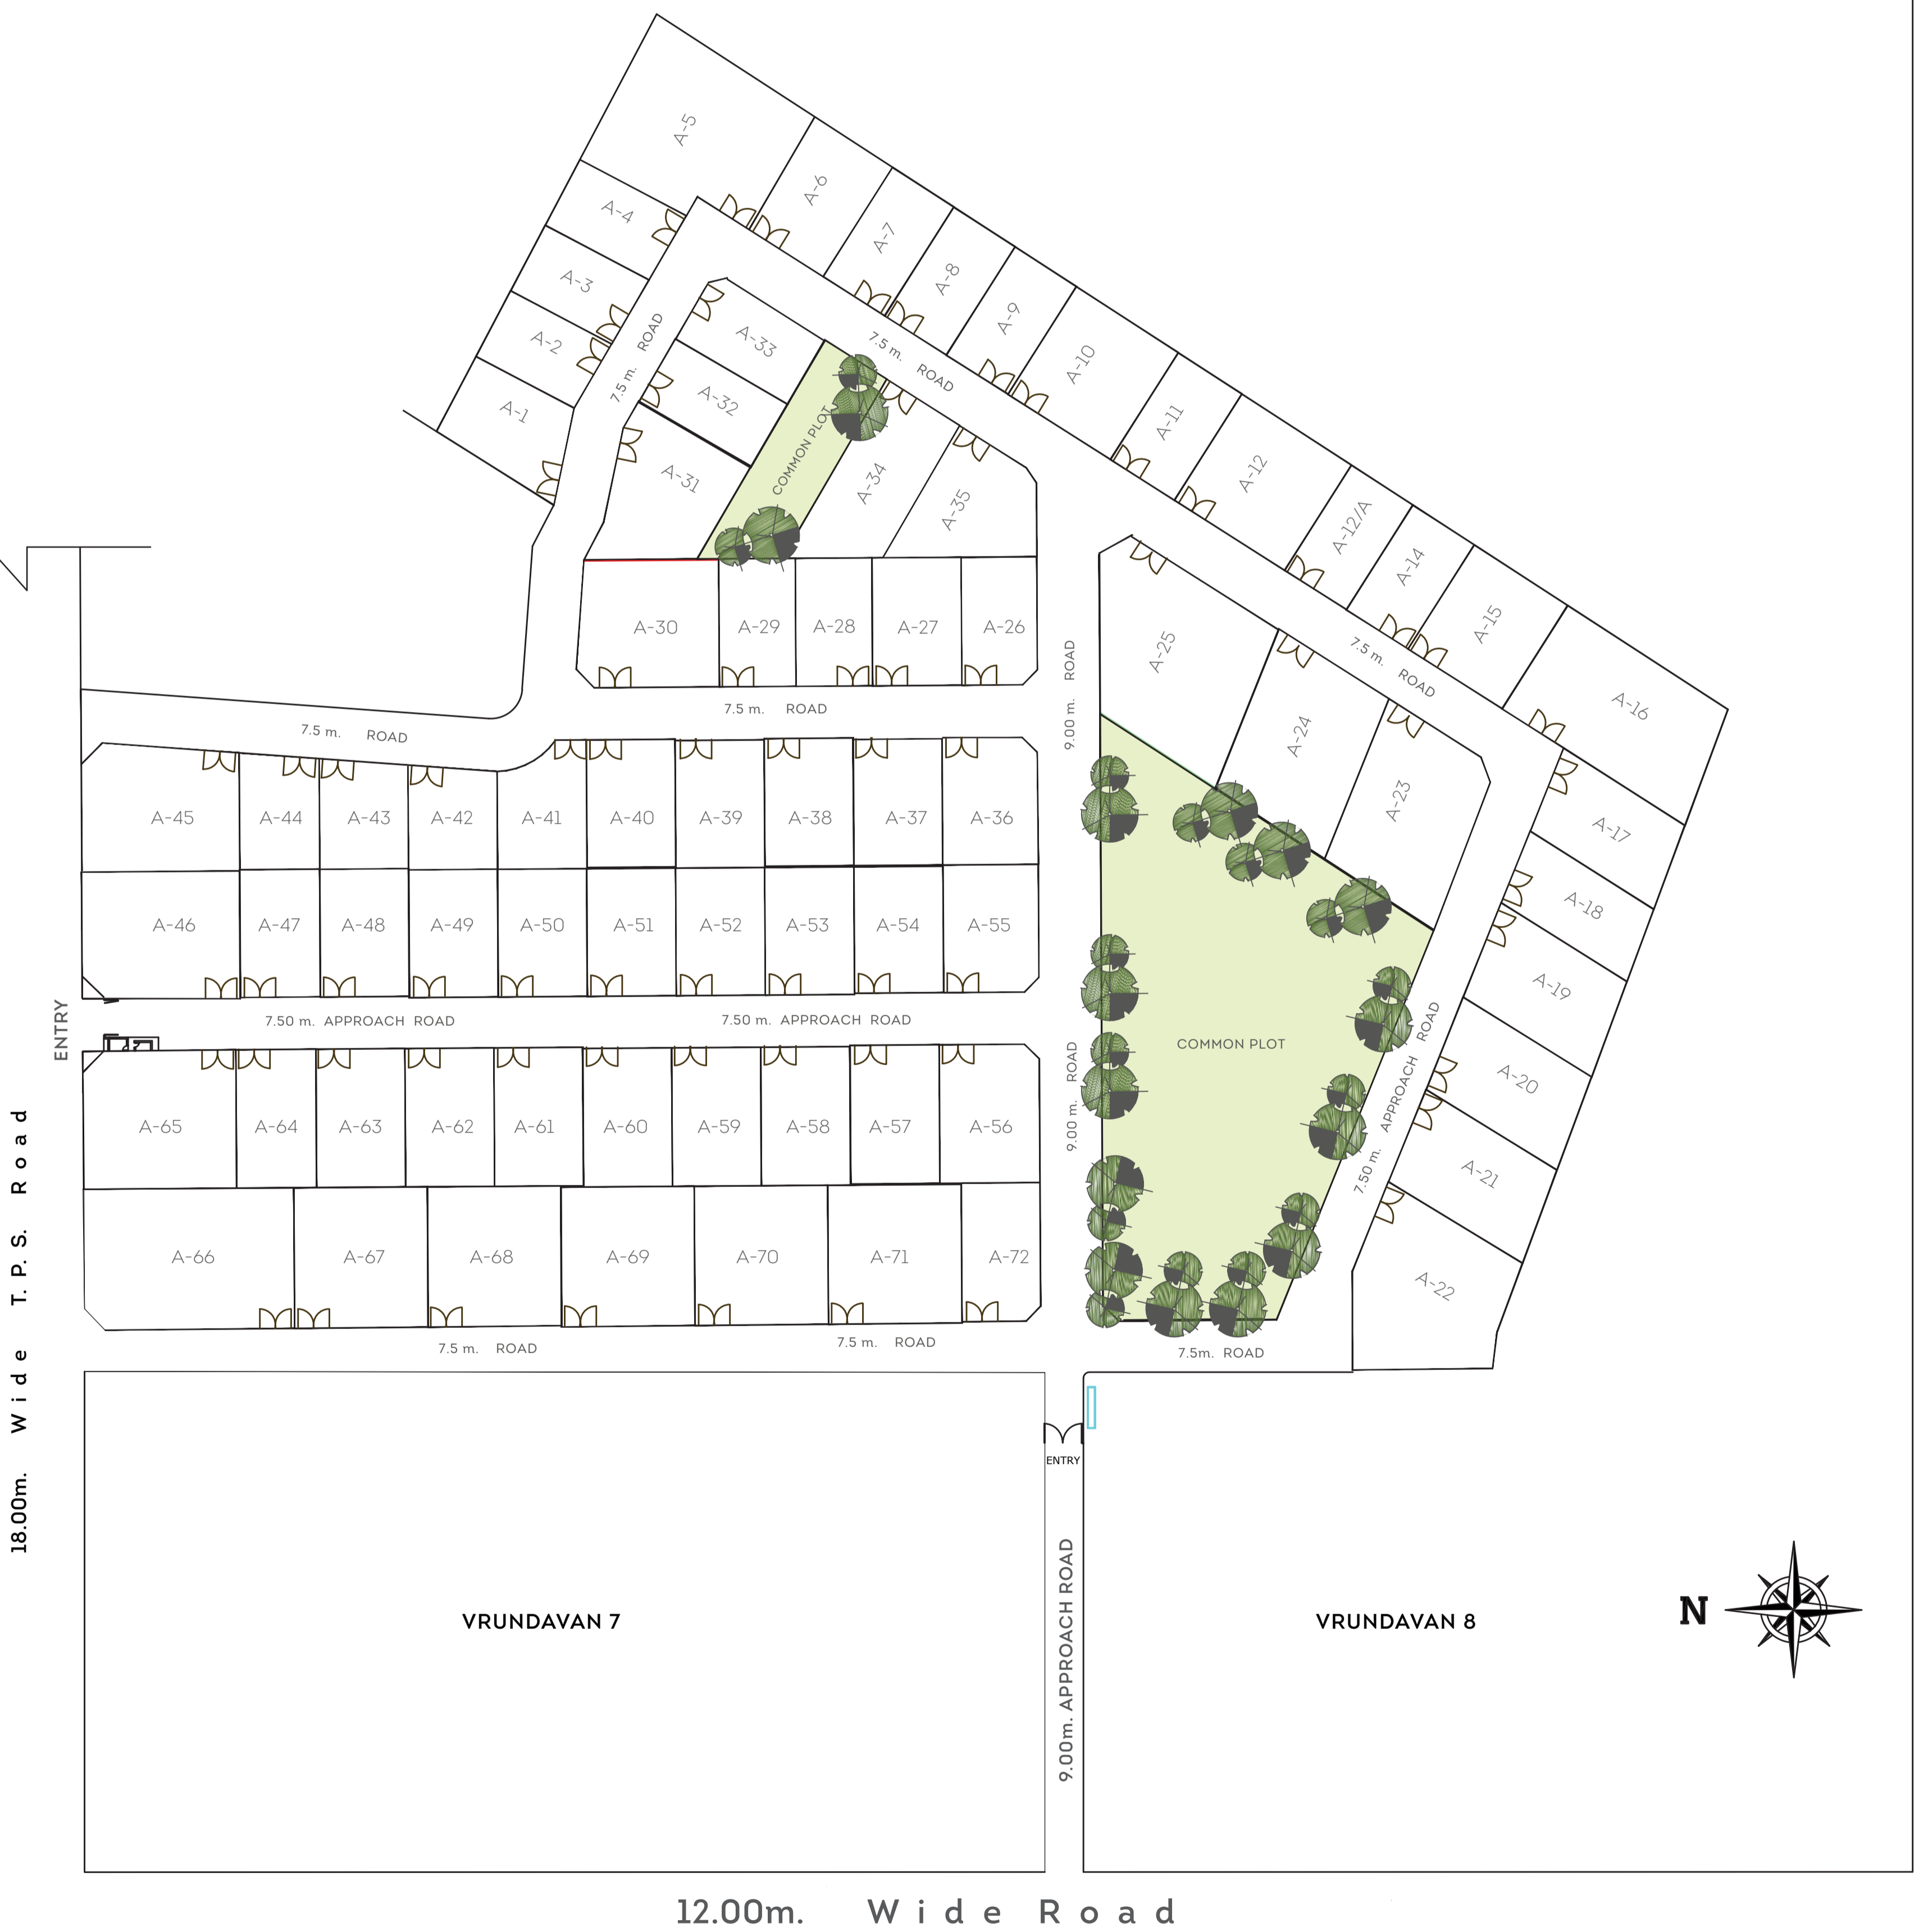 A-5
A-4
A-3
A-2
A-1
A-6
A-7
A-8
A-9
A-10
A-11
A-12
A-12/A
A-14
A-15
A-16
A-17
A-18
A-19
A-20
A-21
A-22
7.5 m. ROAD
7.5 m. ROAD
7.5 m. ROAD
A-33
A-32
A-31
COMMON PLOT
A-34
A-35
A-30
A-29
A-28
A-27
A-26
A-25
A-24
A-23
9.00 m. ROAD
7.5 m. ROAD
7.5 m. ROAD
A-45
A-44
A-43
A-42
A-41
A-40
A-39
A-38
A-37
A-36
A-46
A-47
A-48
A-49
A-50
A-51
A-52
A-53
A-54
A-55
ENTRY
7.50 m. APPROACH ROAD
7.50 m. APPROACH ROAD
COMMON PLOT
9.00 m. ROAD
7.50 m. APPROACH ROAD
A-65
A-64
A-63
A-62
A-61
A-60
A-59
A-58
A-57
A-56
A-66
A-67
A-68
A-69
A-70
A-71
A-72
7.5 m. ROAD
7.5 m. ROAD
7.5m. ROAD
18.00m. Wide T.P.S. Road
ENTRY
9.00m. APPROACH ROAD
VRUNDAVAN 7
VRUNDAVAN 8
N
12.00m. Wide Road